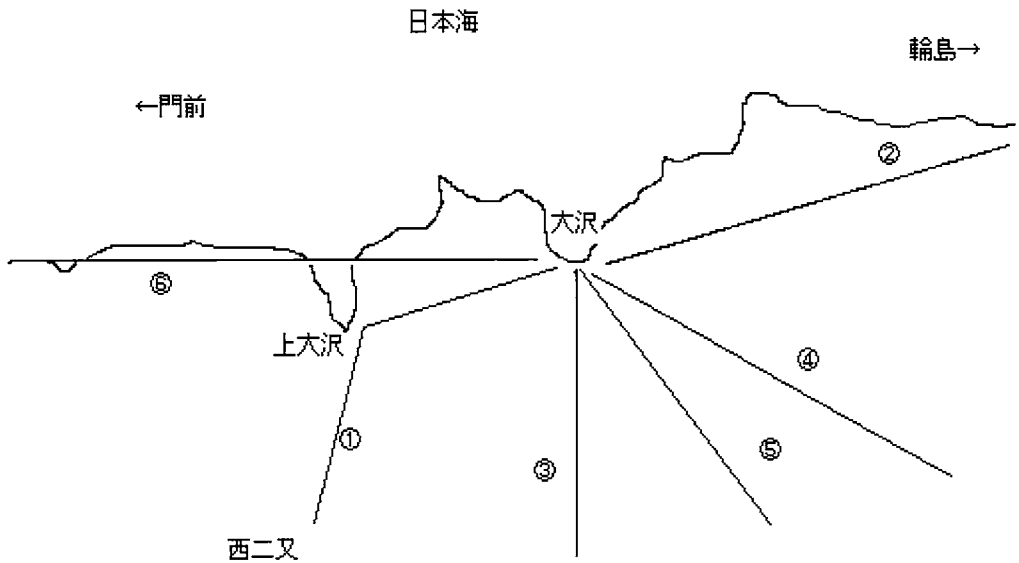 日本海
輪島→
←門前
②
大沢
⑥
上大沢
④
①
⑤
③
西二又